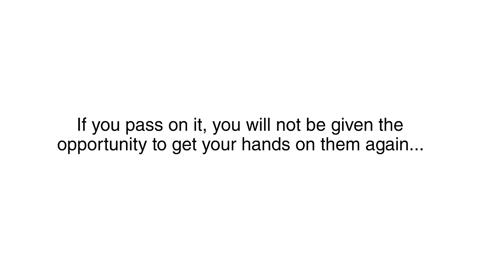 If you pass on it, you will not be given the
opportunity to get your hands on them again...